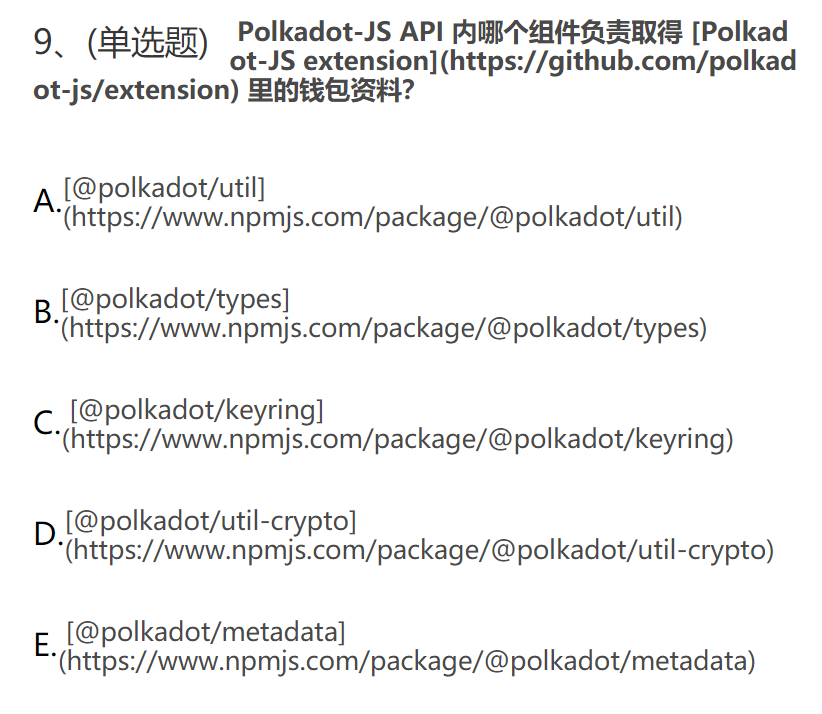 9、(单选题) Polkadot-JS API 内哪个组件负责取得 [Polkad
ot-JS extension](https://github.com/polkad
ot-js/extension) 里的钱包资料？
A.[@polkadot/util]
(https://www.npmjs.com/package/@polkadot/util)
B.[@polkadot/types]
(https://www.npmjs.com/package/@polkadot/types)
C. [@polkadot/keyring]
(https://www.npmjs.com/package/@polkadot/keyring)
D.[@polkadot/util-crypto]
(https://www.npmjs.com/package/@polkadot/util-crypto)
E. [@polkadot/metadata]
(https://www.npmjs.com/package/@polkadot/metadata)